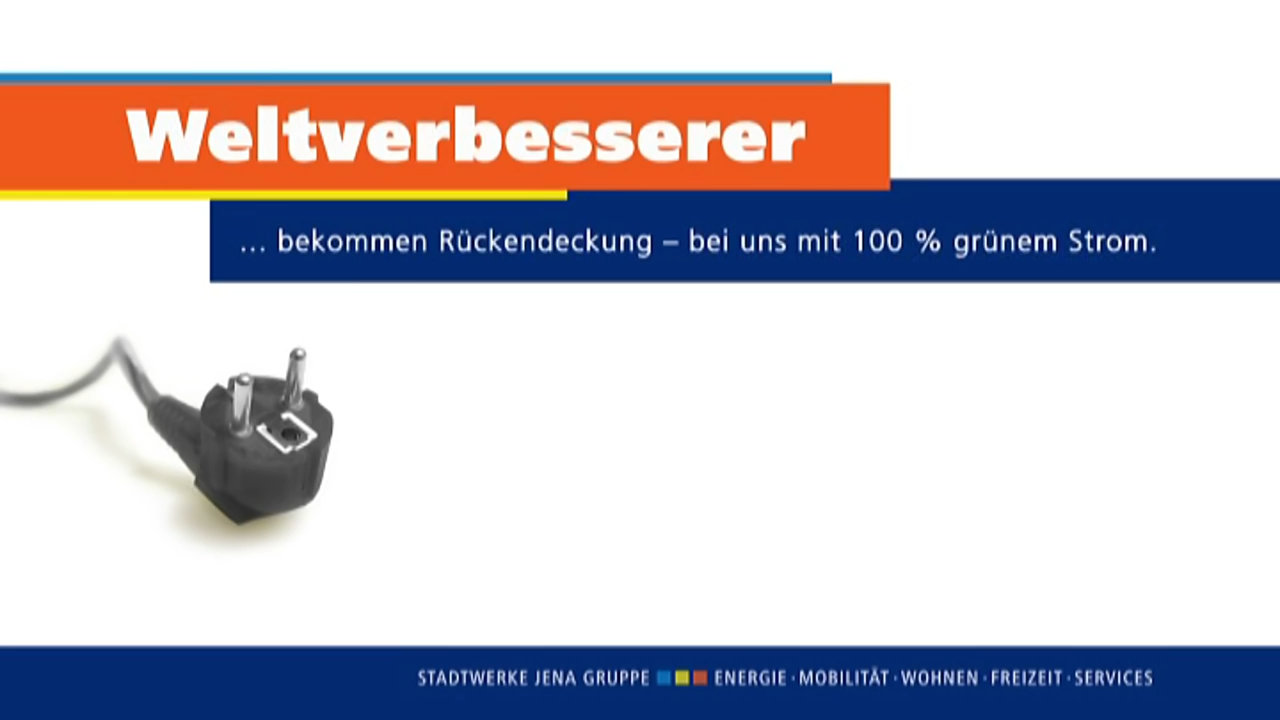 Weltverbesserer
... bekommen Rückendeckung – bei uns mit 100 % grünem Strom.
STADTWERKE JENA GRUPPE ENERGIE · MOBILITÄT · WOHNEN · FREIZEIT · SERVICES